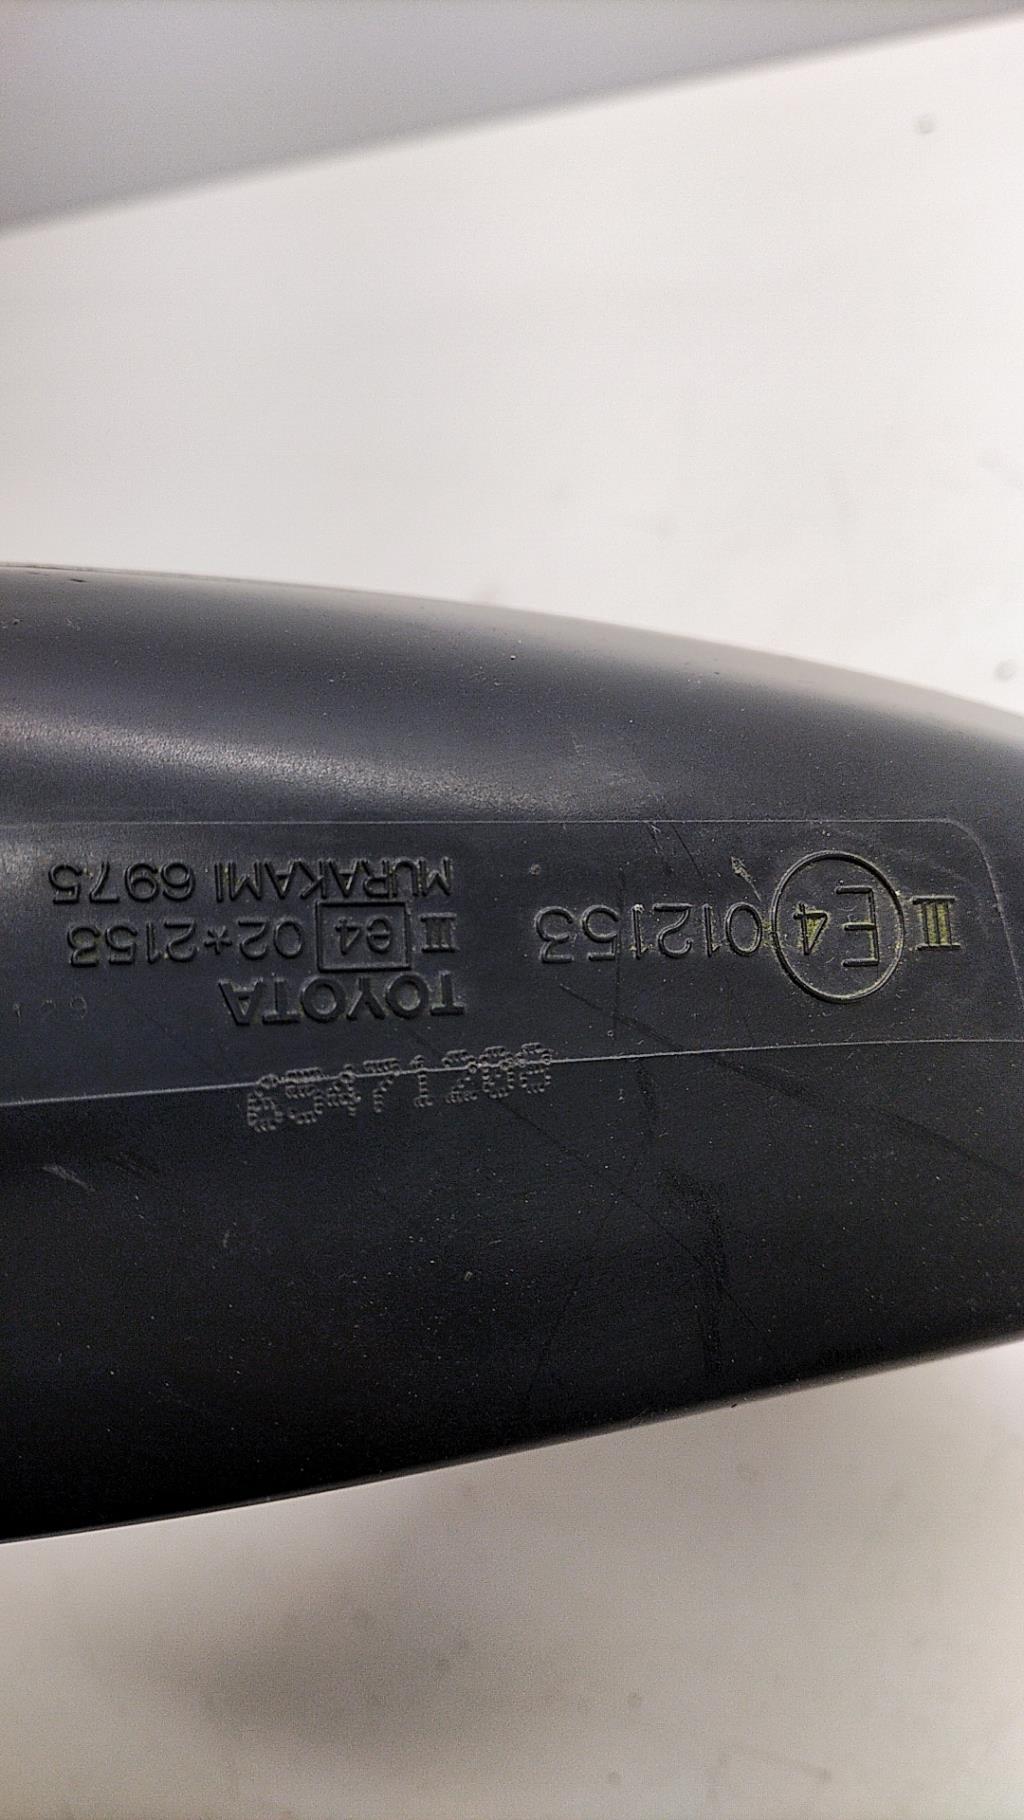 TOYOTA
III E4 012153
III e4 02*2153
MURAKAMI 6975